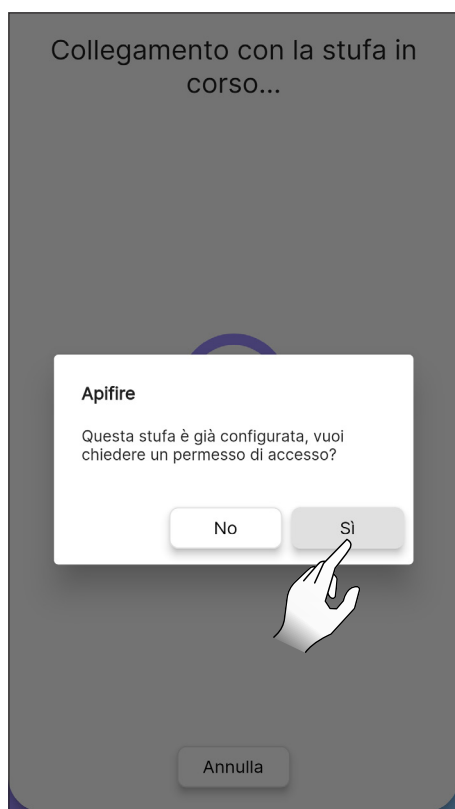 Collegamento con la stufa in
corso...
Apifire
Questa stufa è già configurata, vuoi
chiedere un permesso di accesso?
No
Sì
Annulla